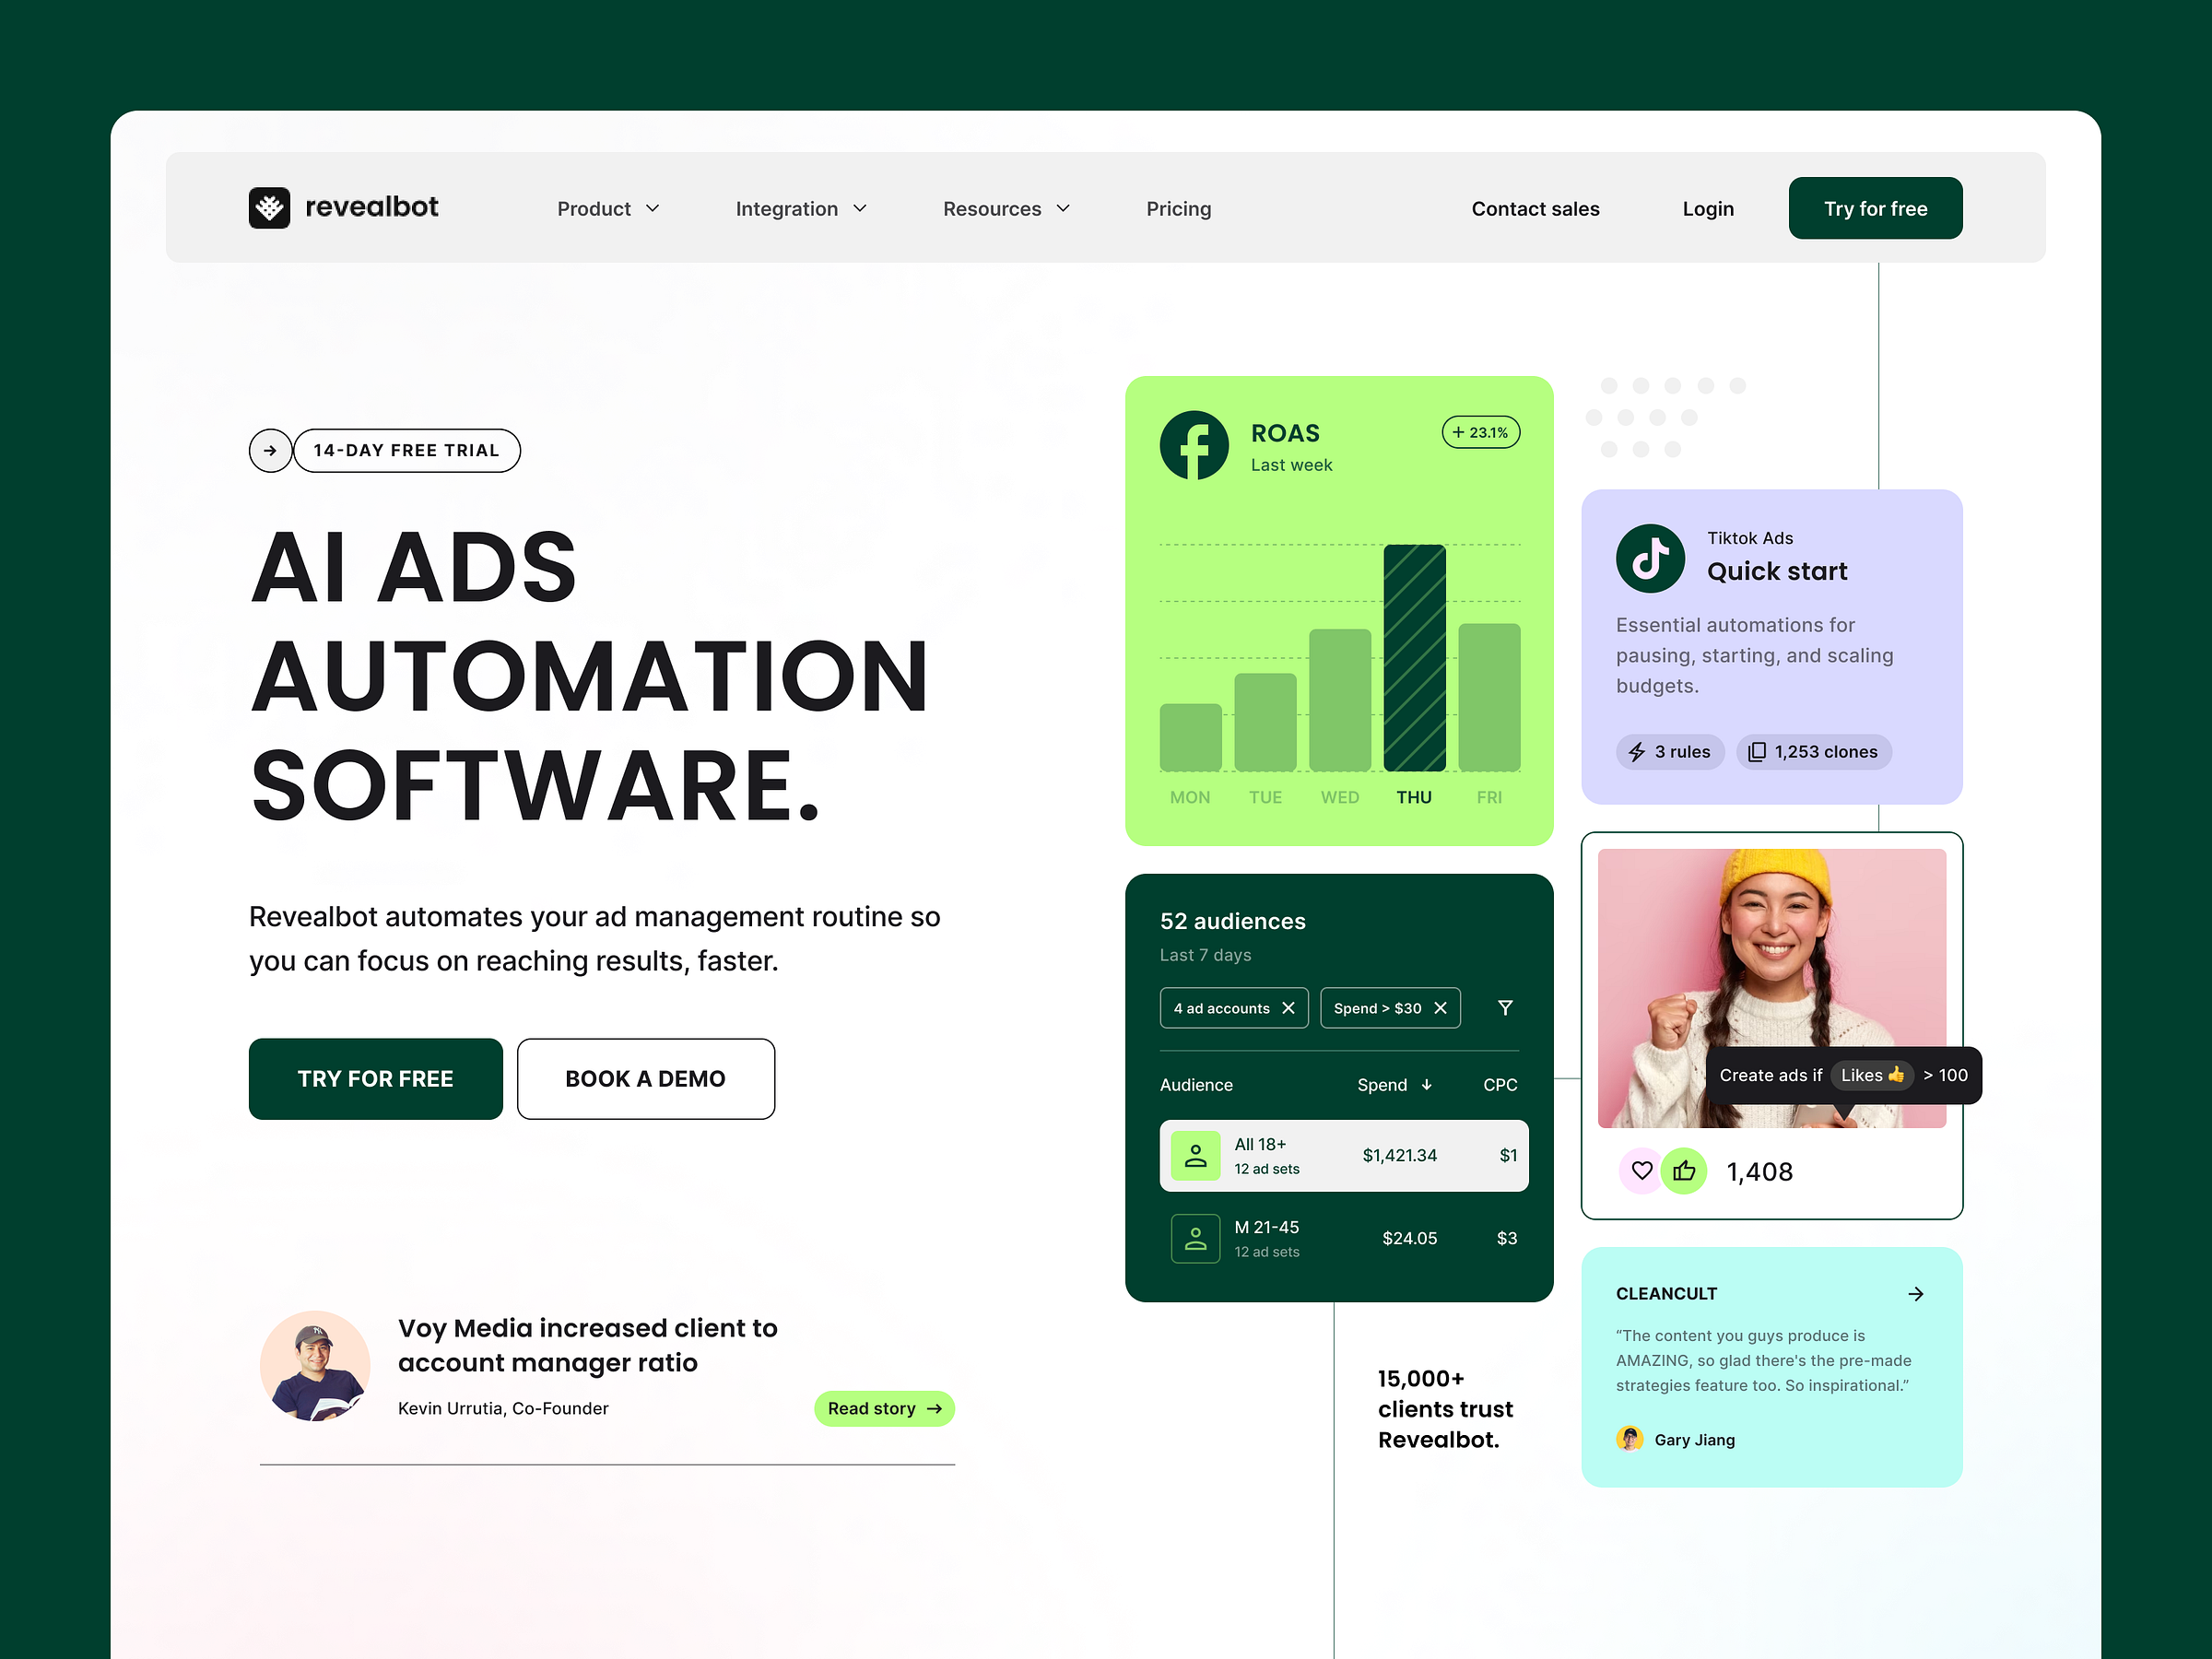 revealbot
Product
Integration
Resources
Pricing
Contact sales
Login
Try for free
14-DAY FREE TRIAL
AI ADS
AUTOMATION
SOFTWARE.
Revealbot automates your ad management routine so
you can focus on reaching results, faster.
TRY FOR FREE
BOOK A DEMO
Voy Media increased client to
account manager ratio
Kevin Urrutia, Co-Founder
Read story →
ROAS
Last week
+ 23.1%
MON TUE WED THU FRI
52 audiences
Last 7 days
4 ad accounts
Spend > $30
Audience Spend ↓ CPC
All 18+
12 ad sets
$1,421.34
$1
M 21-45
12 ad sets
$24.05
$3
15,000+
clients trust
Revealbot.
Tiktok Ads
Quick start
Essential automations for
pausing, starting, and scaling
budgets.
3 rules
1,253 clones
Create ads if Likes 👍 > 100
1,408
CLEANCULT
“The content you guys produce is
AMAZING, so glad there's the pre-made
strategies feature too. So inspirational.”
Gary Jiang